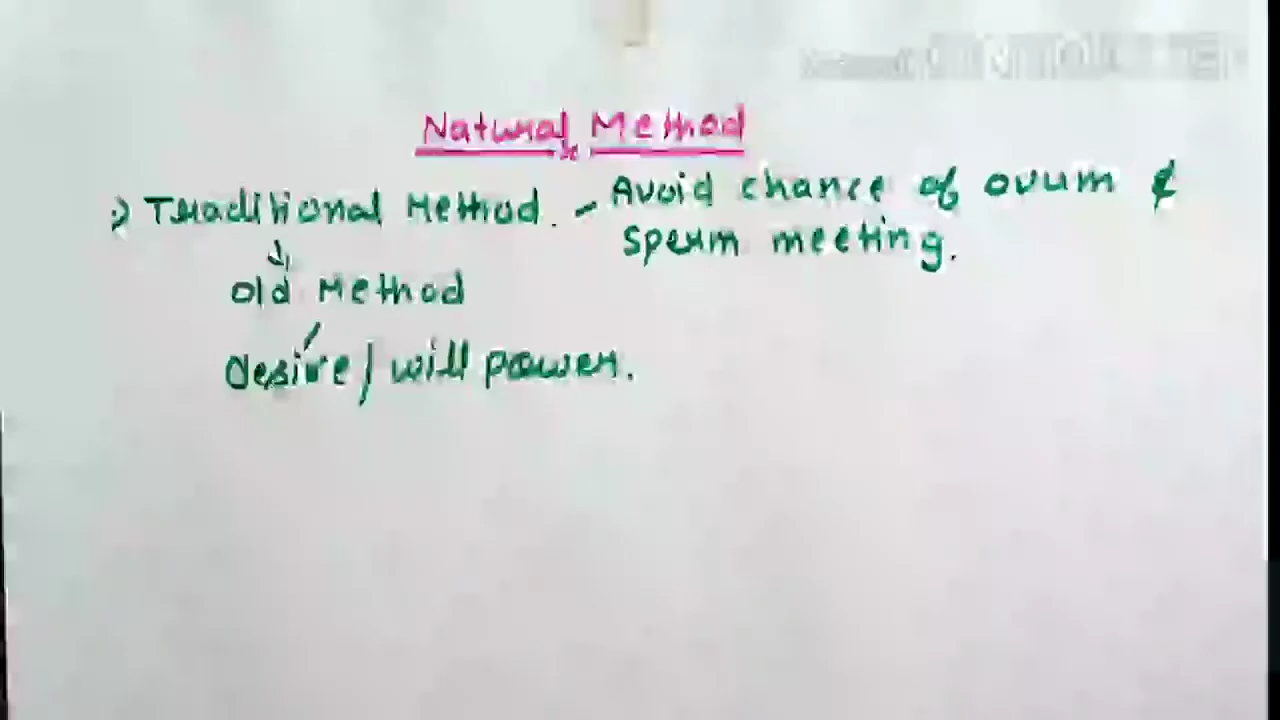 Natural Method
:) Traditional Method. - Avoid chance of ovum &
sperm meeting.
old Method
desire/ will power.